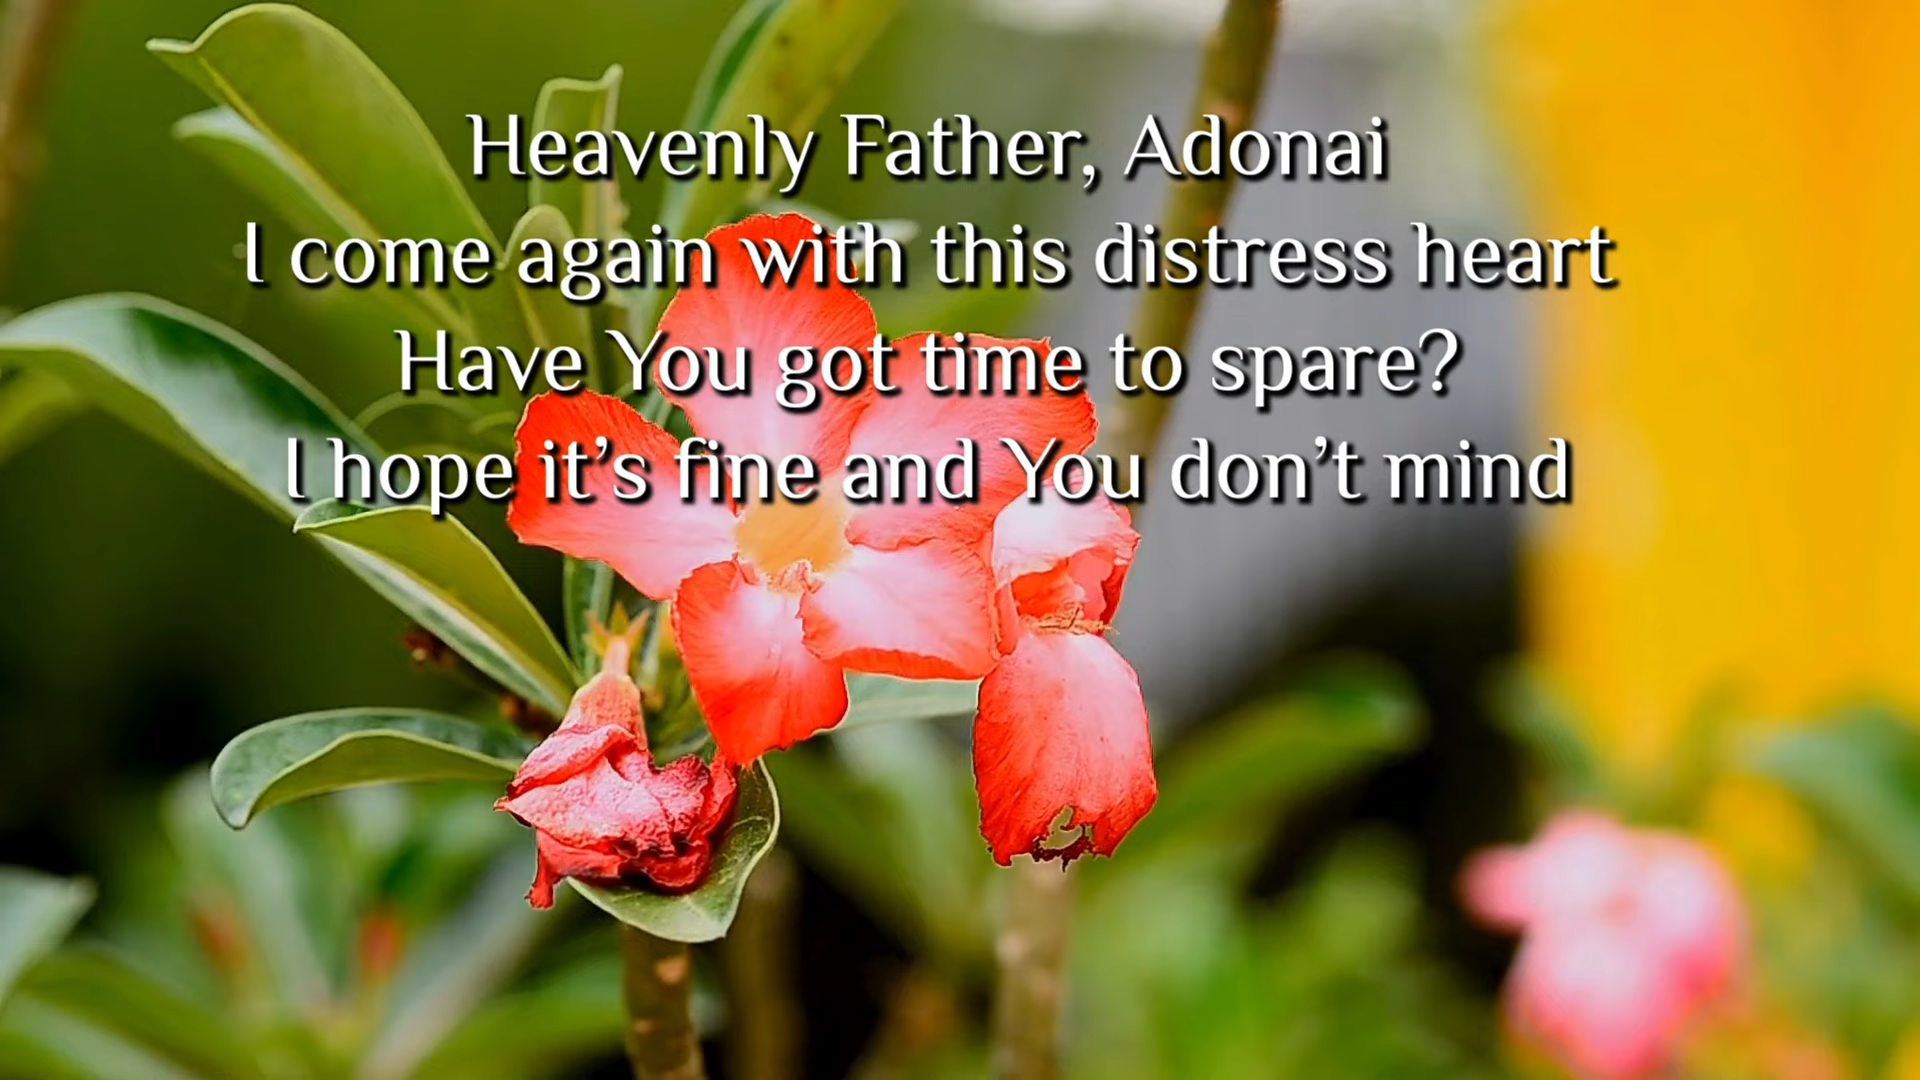 Heavenly Father, Adonai
I come again with this distress heart
Have You got time to spare?
I hope it’s fine and You don’t mind